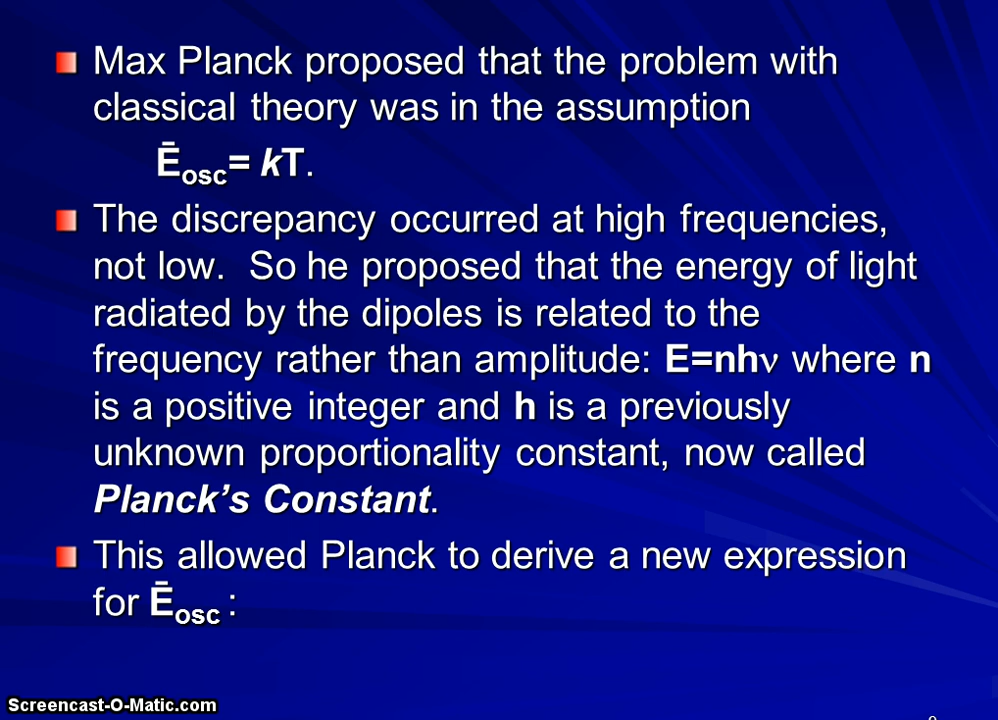 Max Planck proposed that the problem with
classical theory was in the assumption
Ēosc= kT.
The discrepancy occurred at high frequencies,
not low.  So he proposed that the energy of light
radiated by the dipoles is related to the
frequency rather than amplitude: E=nhν where n
is a positive integer and h is a previously
unknown proportionality constant, now called
Planck’s Constant.
This allowed Planck to derive a new expression
for Ēosc :
Screencast-O-Matic.com